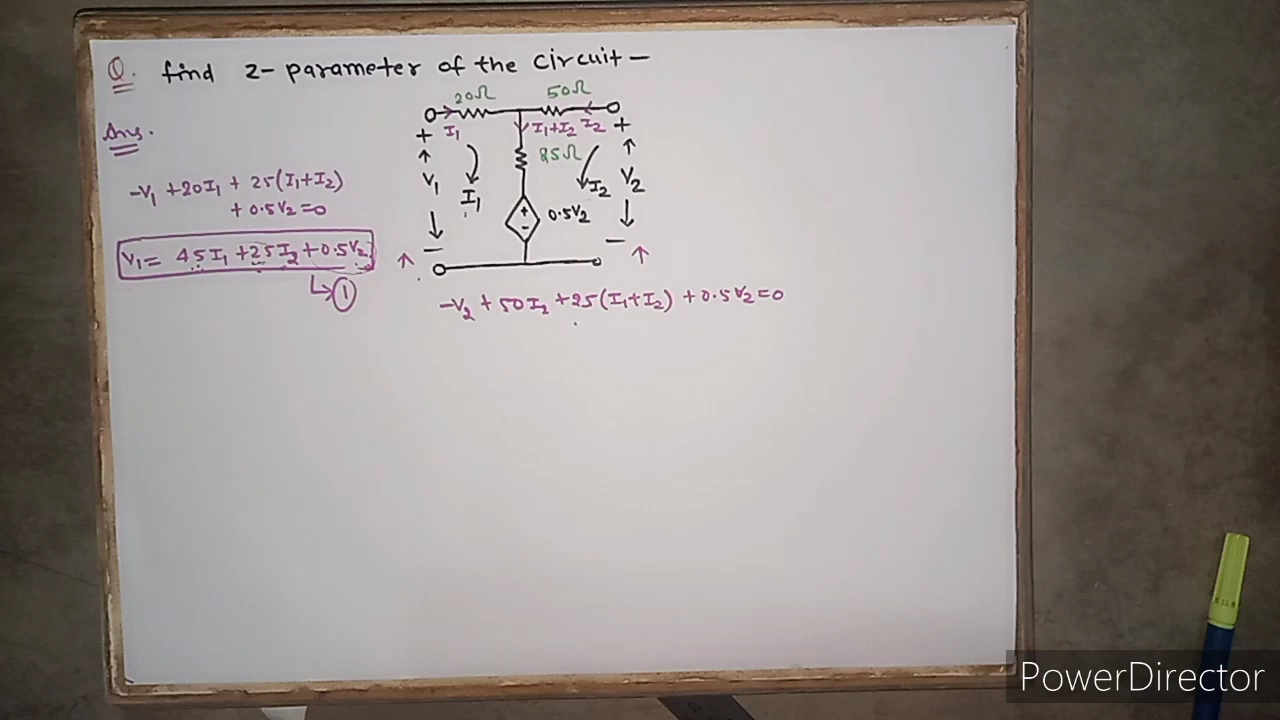 Q. find z-parameter of the circuit —
20Ω 50Ω
Ans.
+ I₁ I₁+I₂ I₂ +
25Ω
V₁ I₁ I₂ V₂
+
-
0.5V₂
− −
-V₁ +20I₁ + 25(I₁+I₂)
+ 0.5V₂ =0
V₁= 45I₁ +25I₂ +0.5V₂
①
-V₂ + 50I₂ +25(I₁+I₂) +0.5V₂=0
PowerDirector